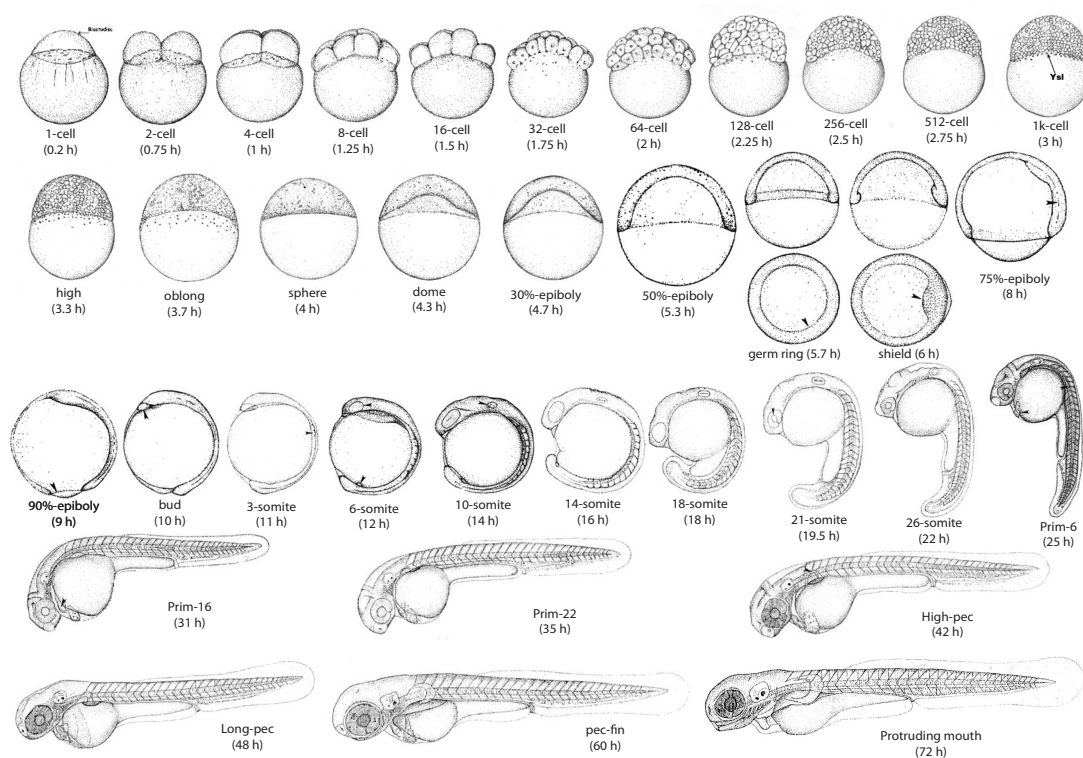 Blastodisc
Ysl
1-cell
(0.2 h)
2-cell
(0.75 h)
4-cell
(1 h)
8-cell
(1.25 h)
16-cell
(1.5 h)
32-cell
(1.75 h)
64-cell
(2 h)
128-cell
(2.25 h)
256-cell
(2.5 h)
512-cell
(2.75 h)
1k-cell
(3 h)
high
(3.3 h)
oblong
(3.7 h)
sphere
(4 h)
dome
(4.3 h)
30%-epiboly
(4.7 h)
50%-epiboly
(5.3 h)
germ ring (5.7 h)
shield (6 h)
75%-epiboly
(8 h)
90%-epiboly
(9 h)
bud
(10 h)
3-somite
(11 h)
6-somite
(12 h)
10-somite
(14 h)
14-somite
(16 h)
18-somite
(18 h)
21-somite
(19.5 h)
26-somite
(22 h)
Prim-6
(25 h)
Prim-16
(31 h)
Prim-22
(35 h)
High-pec
(42 h)
Long-pec
(48 h)
pec-fin
(60 h)
Protruding mouth
(72 h)